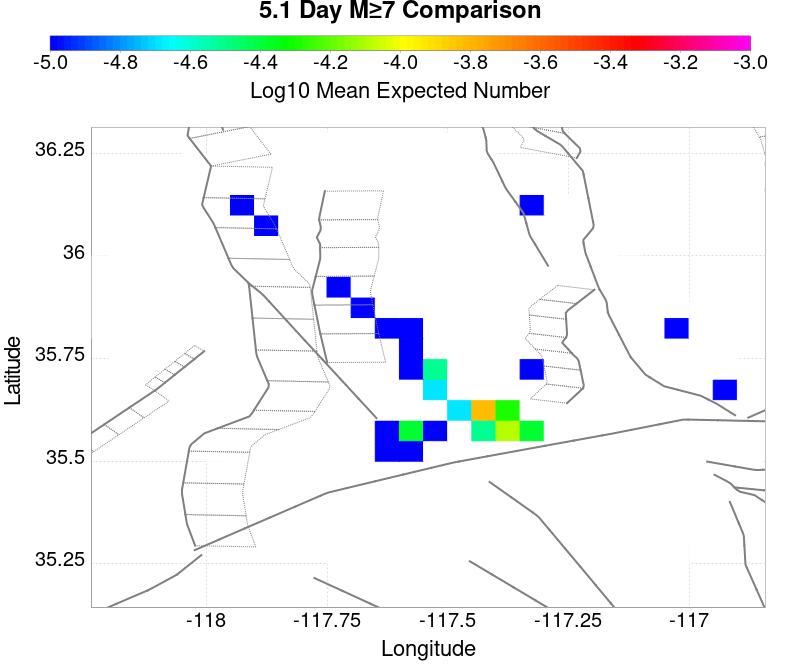 5.1 Day M≥7 Comparison
-5.0 -4.8 -4.6 -4.4 -4.2 -4.0 -3.8 -3.6 -3.4 -3.2 -3.0
Log10 Mean Expected Number
36.25
36
35.75
35.5
35.25
Latitude
-118 -117.75 -117.5 -117.25 -117
Longitude